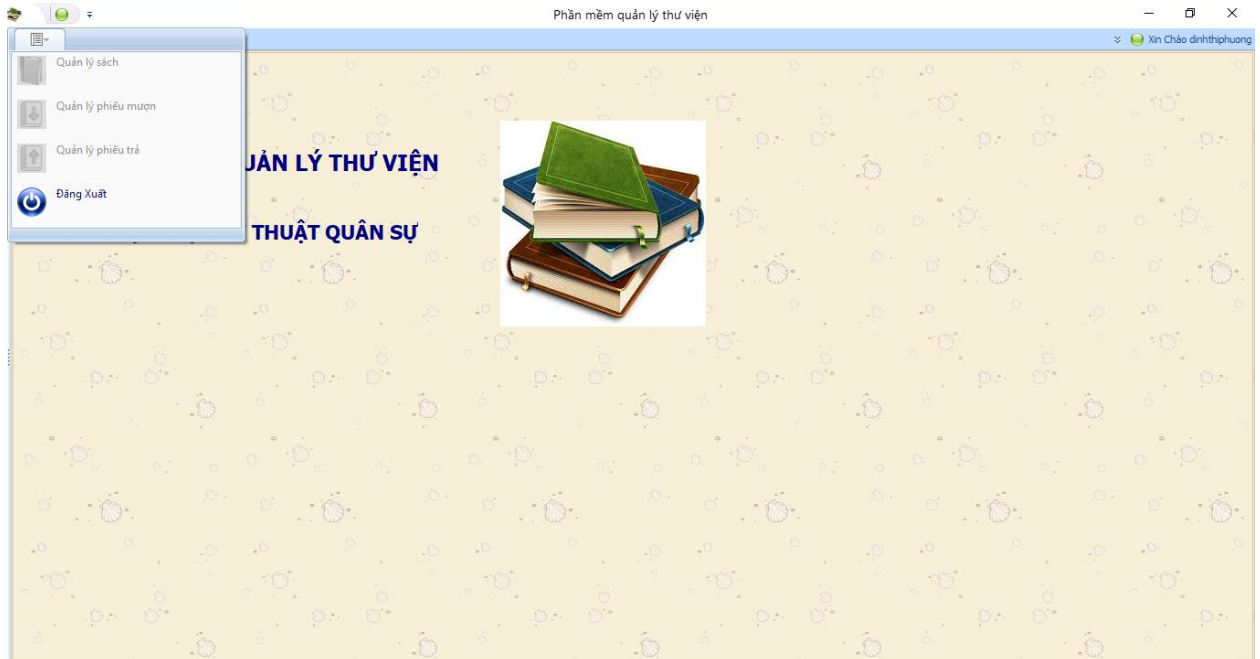 Phần mềm quản lý thư viện
Xin Chào dinhthiphuong
Quản lý sách
Quản lý phiếu mượn
Quản lý phiếu trả
Đăng Xuất
LÝ THƯ VIỆN
THUẬT QUÂN SỰ